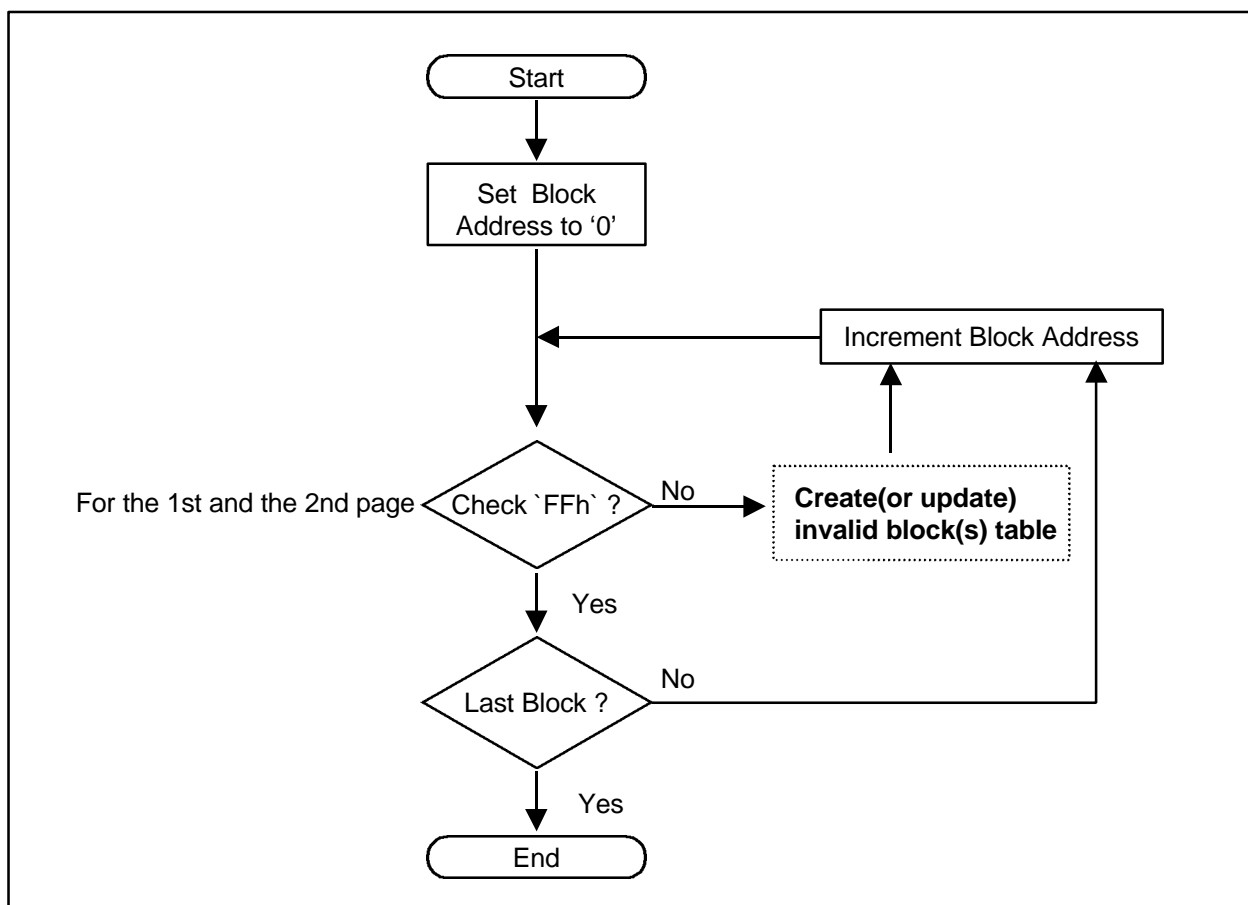 Start
Set Block
Address to ‘0’
Increment Block Address
For the 1st and the 2nd page
Check `FFh` ?
No
Create(or update)
invalid block(s) table
Yes
Last Block ?
No
Yes
End